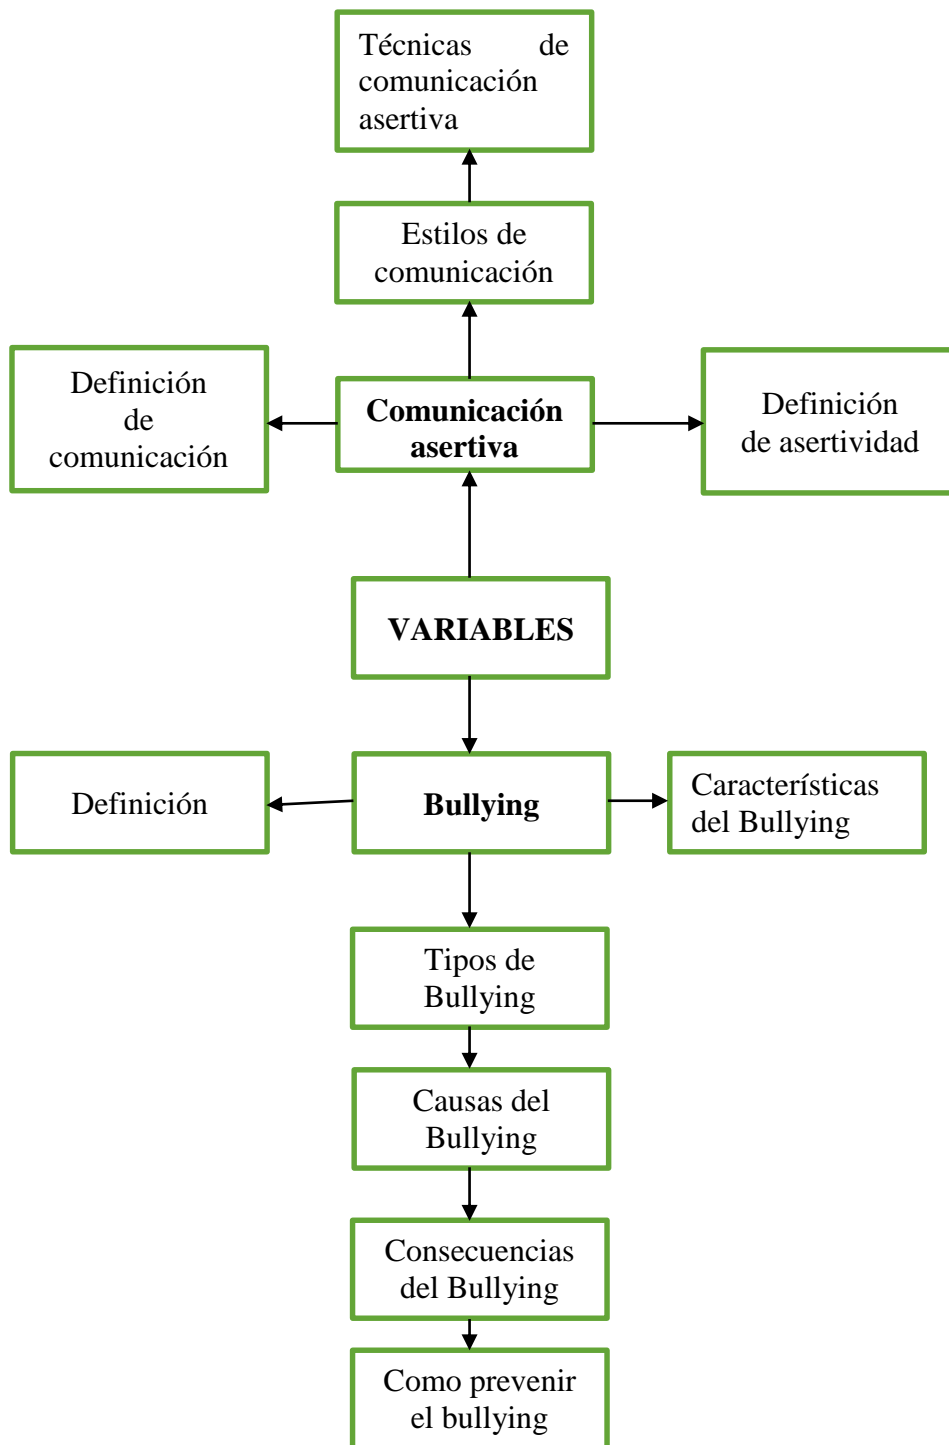 Técnicas de
comunicación
asertiva
Estilos de
comunicación
Definición
de
comunicación
Comunicación
asertiva
Definición
de asertividad
VARIABLES
Definición
Bullying
Características
del Bullying
Tipos de
Bullying
Causas del
Bullying
Consecuencias
del Bullying
Como prevenir
el bullying